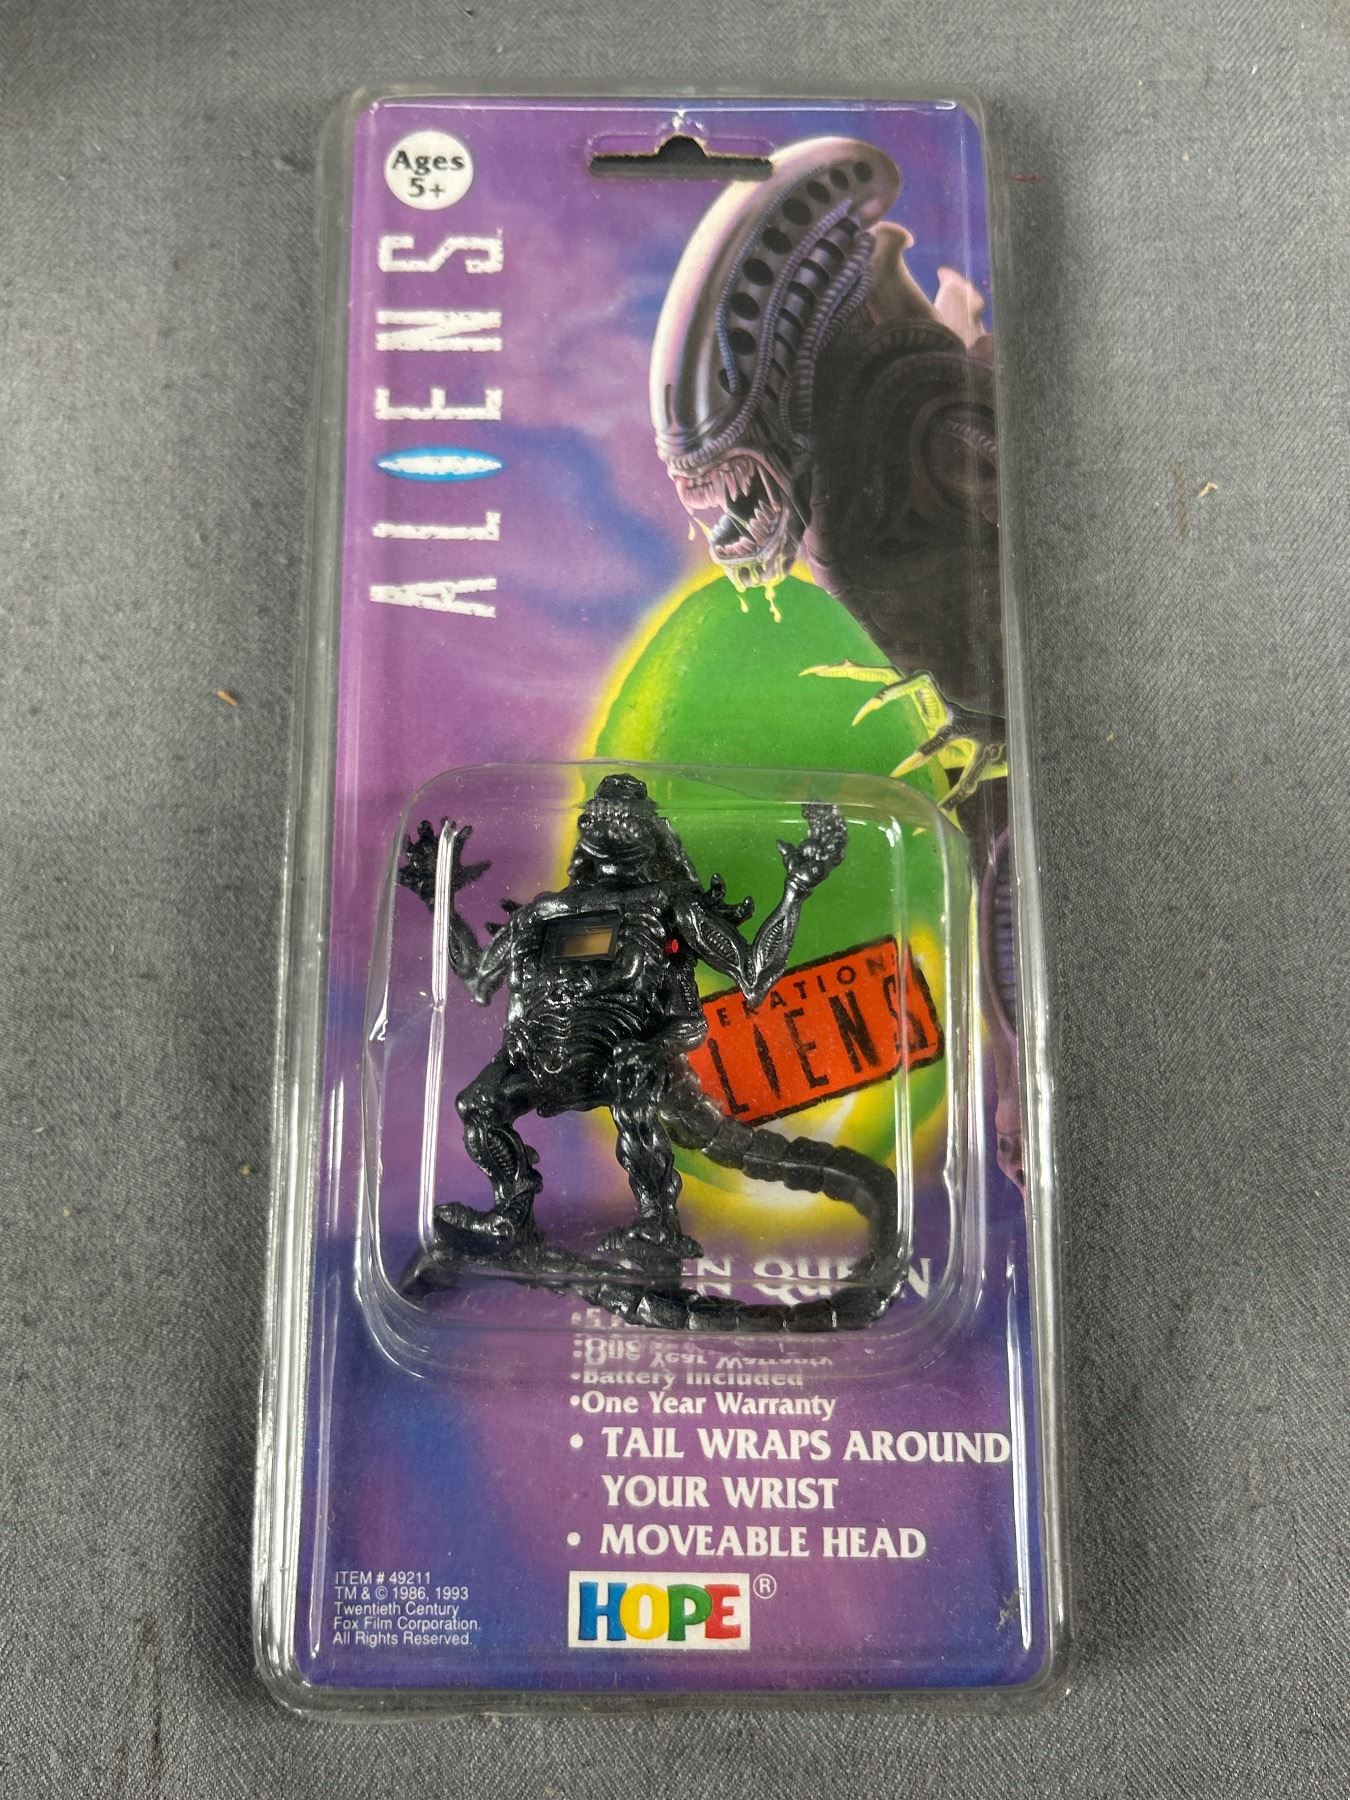 Ages
5+
ALIENS
ERATION
LIENS
QUEEN
•Battery Included
•One Year Warranty
• TAIL WRAPS AROUND
YOUR WRIST
• MOVEABLE HEAD
ITEM # 49211
TM & © 1986, 1993
Twentieth Century
Fox Film Corporation.
All Rights Reserved.
HOPE®